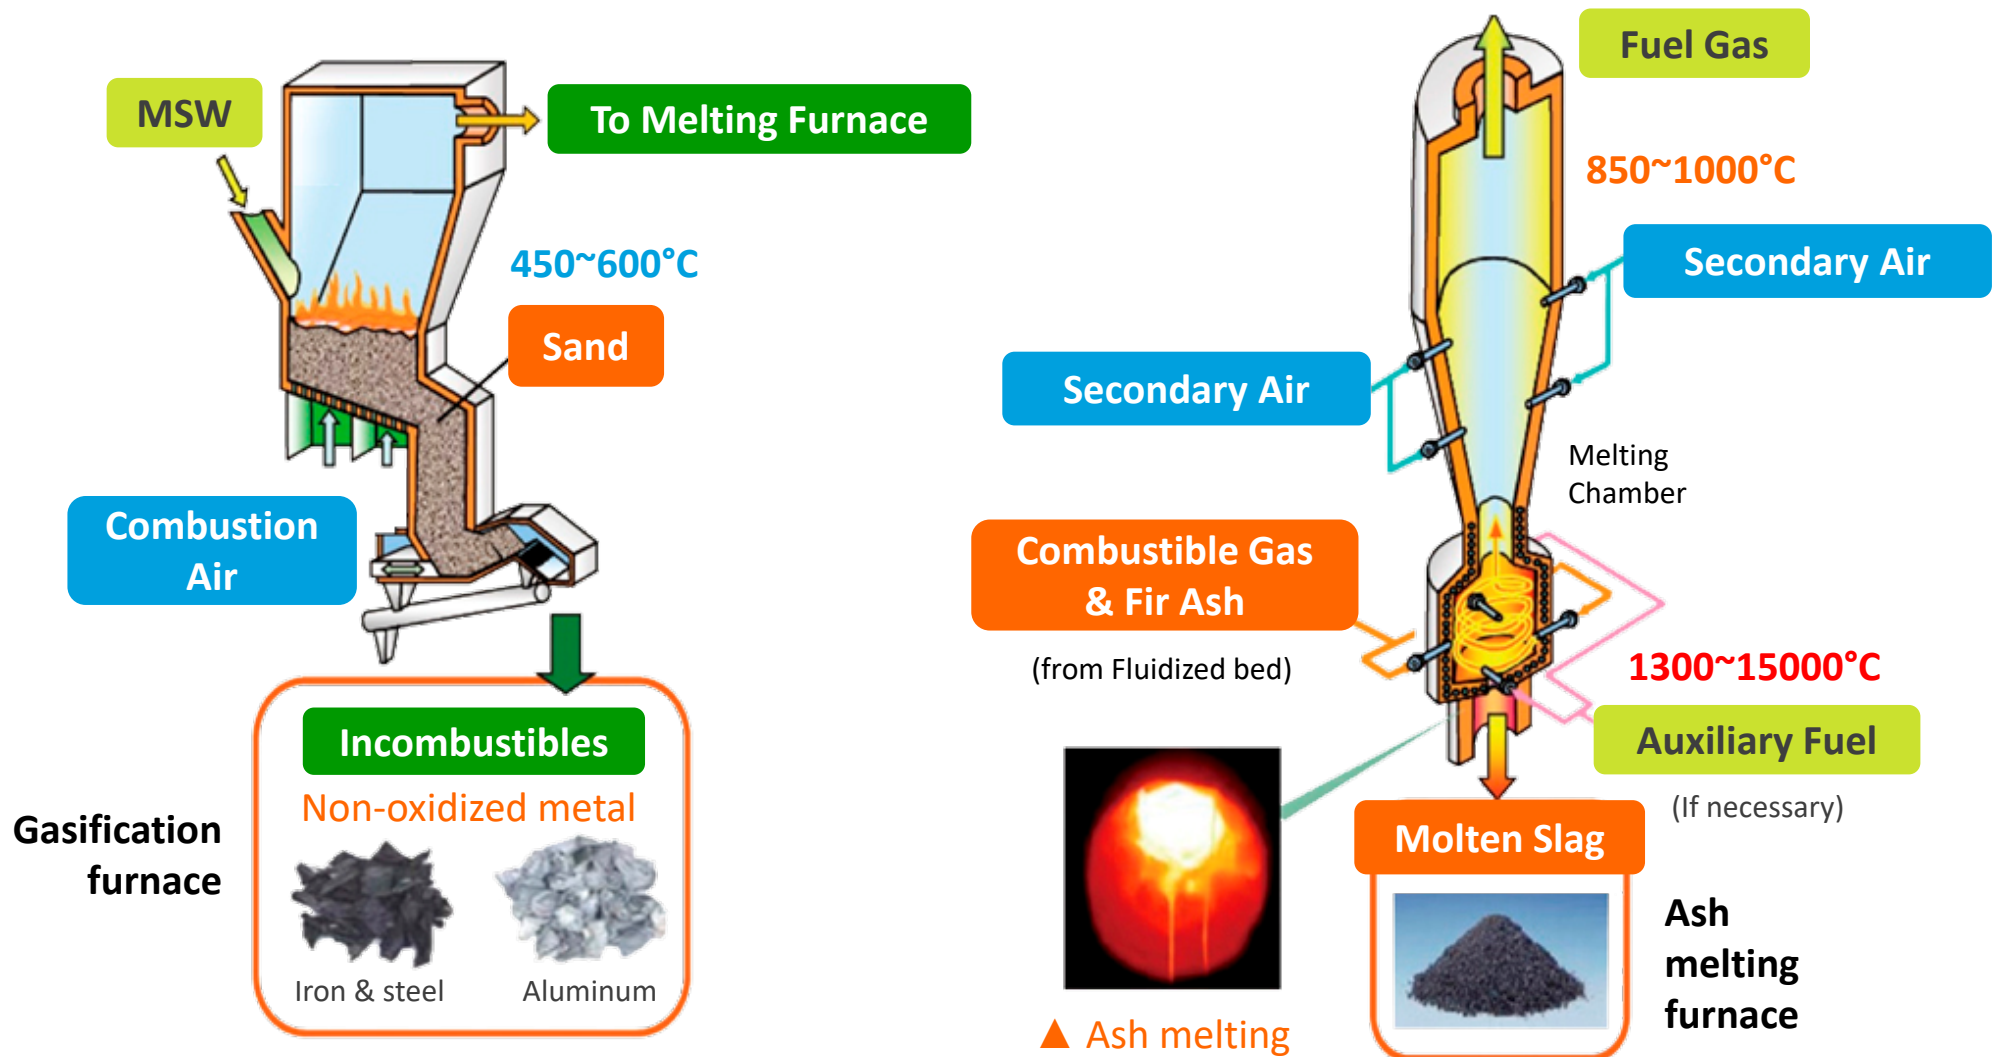 MSW
To Melting Furnace
450~600°C
Sand
Combustion
Air
Incombustibles
Non-oxidized metal
Iron & steel
Aluminum
Gasification
furnace
Fuel Gas
850~1000°C
Secondary Air
Secondary Air
Melting
Chamber
Combustible Gas
& Fir Ash
(from Fluidized bed)
1300~15000°C
Auxiliary Fuel
(If necessary)
Molten Slag
▲ Ash melting
Ash
melting
furnace